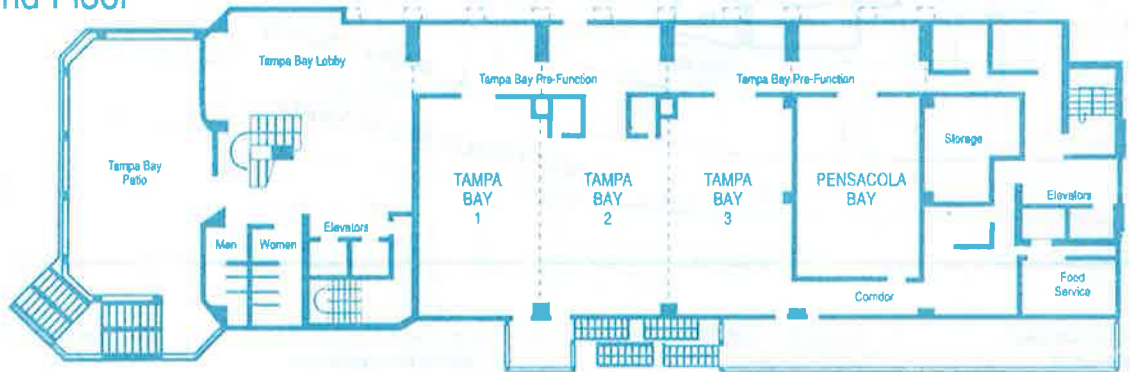 Floor
Tampa Bay Lobby
Tampa Bay Pre-Function
Tampa Bay Pre-Function
Storage
Tampa Bay
Patio
TAMPA
BAY
1
TAMPA
BAY
2
TAMPA
BAY
3
PENSACOLA
BAY
Elevators
Men
Women
Elevators
Food
Service
Corridor